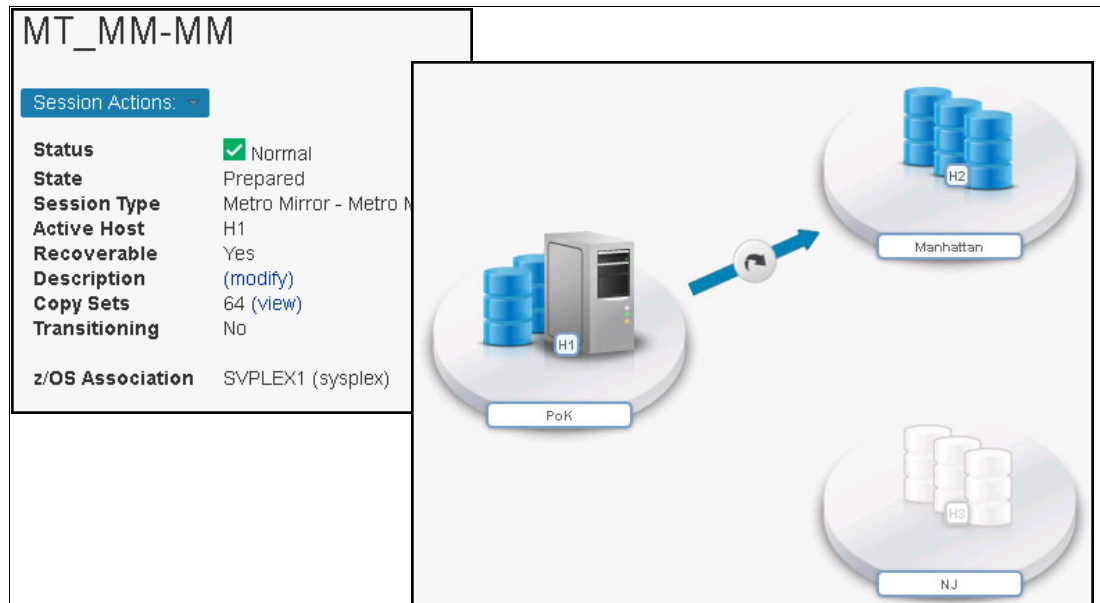 MT_MM-MM
Session Actions:
Status Normal
State Prepared
Session Type Metro Mirror - Metro
Active Host H1
Recoverable Yes
Description (modify)
Copy Sets 64 (view)
Transitioning No
z/OS Association SVPLEX1 (sysplex)
H2
Manhattan
H1
PoK
H3
NJ